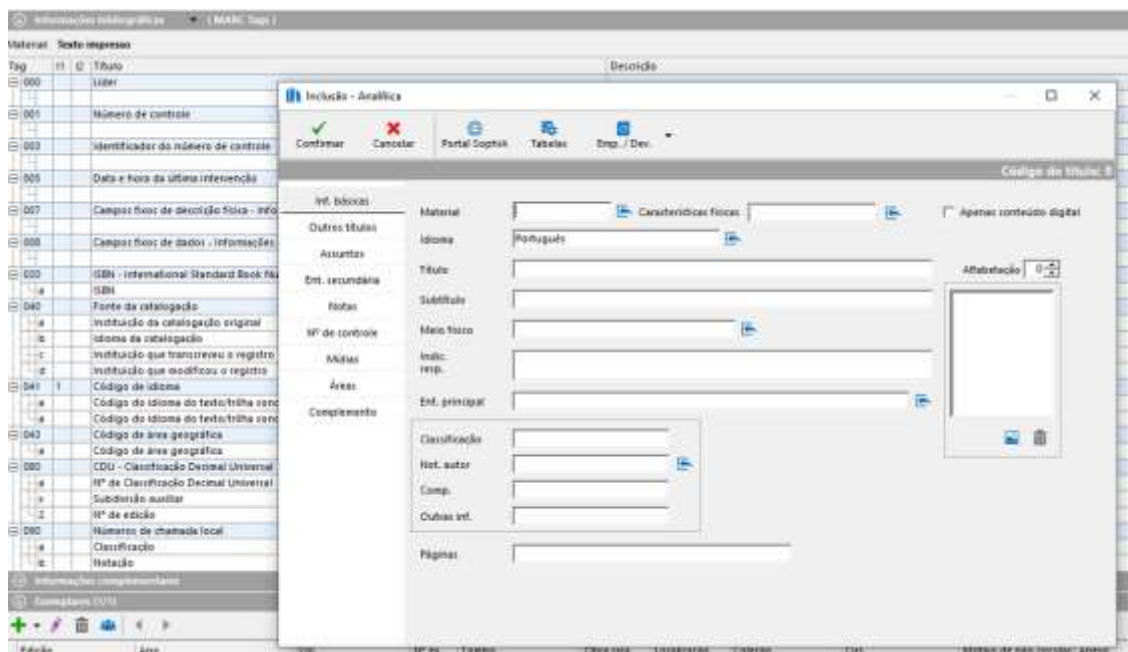 Informações bibliográficas ( MARC Tags )
Material: Texto impresso
Tag I1 I2 Título Descrição
000 Líder
001 Número de controle
003 Identificador do número de controle
005 Data e hora da última intervenção
007 Campos fixos de descrição física - Info
008 Campos fixos de dados - Informações
020 ISBN - International Standard Book Nu
a ISBN
040 Fonte da catalogação
a Instituição da catalogação original
b Idioma da catalogação
c Instituição que transcreveu o registro
d Instituição que modificou o registro
041 1 Código de idioma
a Código do idioma do texto/trilha sono
a Código do idioma do texto/trilha sono
043 Código de área geográfica
a Código de área geográfica
080 CDU - Classificação Decimal Universal
a Nº de Classificação Decimal Universal
x Subdivisão auxiliar
2 Nº de edição
090 Números de chamada local
a Classificação
b Notação
Informações complementares
Exemplares
Edição Ano Vol.
Inclusão - Analítica
Confirmar Cancelar Portal Sophia Tabelas Emp. / Dev.
Código do título: 5
Inf. básicas
Outros títulos
Assuntos
Ent. secundária
Notas
Nº de controle
Mídias
Áreas
Complemento
Material Características físicas Apenas conteúdo digital
Idioma Português
Título Alfabetação 0
Subtítulo
Meio físico
Indic. resp.
Ent. principal
Classificação
Not. autor
Comp.
Outras inf.
Páginas